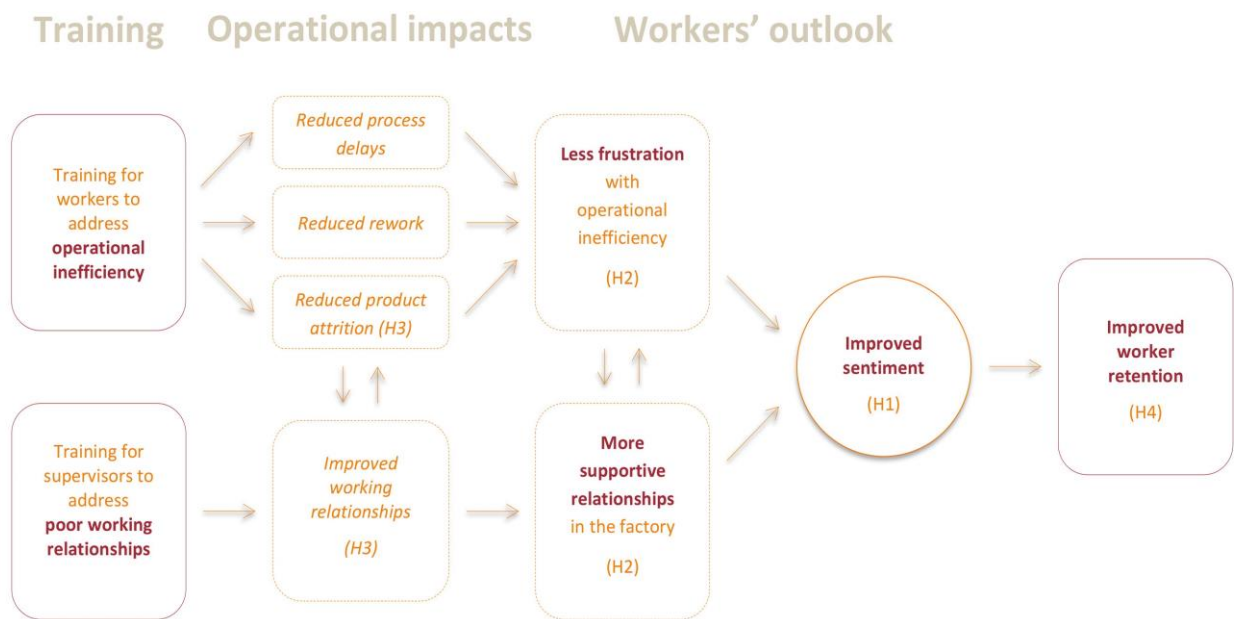 Training
Operational impacts
Workers’ outlook
Training for
workers to
address
operational
inefficiency
Reduced process
delays
Reduced rework
Reduced product
attrition (H3)
Less frustration
with
operational
inefficiency
(H2)
Training for
supervisors to
address
poor working
relationships
Improved
working
relationships
(H3)
More
supportive
relationships
in the factory
(H2)
Improved
sentiment
(H1)
Improved
worker
retention
(H4)